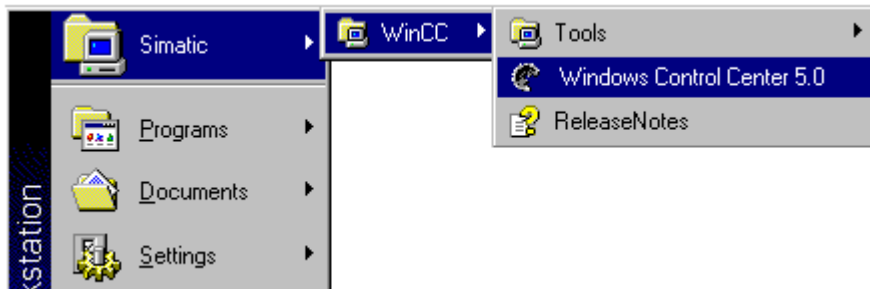 Simatic
WinCC
Tools
Windows Control Center 5.0
ReleaseNotes
Programs
Documents
Settings
kstation